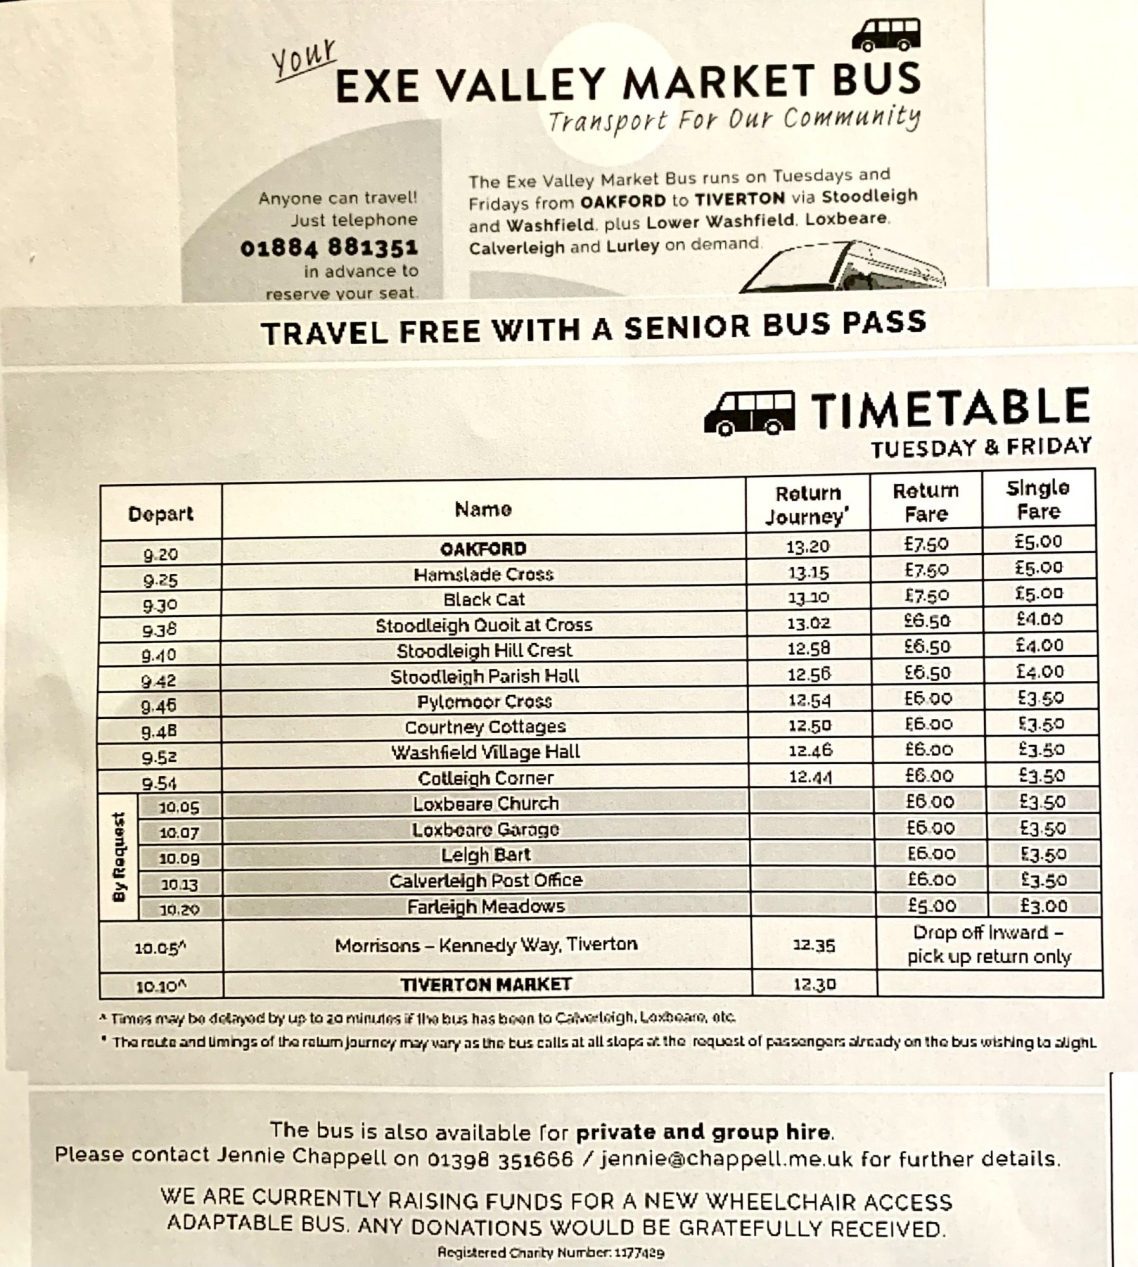 Your
EXE VALLEY MARKET BUS
Transport For Our Community
Anyone can travel!
Just telephone
01884 881351
in advance to
reserve your seat.
The Exe Valley Market Bus runs on Tuesdays and
Fridays from OAKFORD to TIVERTON via Stoodleigh
and Washfield, plus Lower Washfield, Loxbeare,
Calverleigh and Lurley on demand.
TRAVEL FREE WITH A SENIOR BUS PASS
TIMETABLE
TUESDAY & FRIDAY
Depart Name Return Journey* Return Fare Single Fare
9.20 OAKFORD 13.20 £7.50 £5.00
9.25 Hamslade Cross 13.15 £7.50 £5.00
9.30 Black Cat 13.10 £7.50 £5.00
9.38 Stoodleigh Quoit at Cross 13.02 £6.50 £4.00
9.40 Stoodleigh Hill Crest 12.58 £6.50 £4.00
9.42 Stoodleigh Parish Hall 12.56 £6.50 £4.00
9.46 Pylemoor Cross 12.54 £6.00 £3.50
9.48 Courtney Cottages 12.50 £6.00 £3.50
9.52 Washfield Village Hall 12.46 £6.00 £3.50
9.54 Cotleigh Corner 12.44 £6.00 £3.50
By Request
10.05 Loxbeare Church £6.00 £3.50
10.07 Loxbeare Garage £6.00 £3.50
10.09 Leigh Bart £6.00 £3.50
10.13 Calverleigh Post Office £6.00 £3.50
10.20 Farleigh Meadows £5.00 £3.00
10.05^ Morrisons – Kennedy Way, Tiverton 12.35 Drop off inward – pick up return only
10.10^ TIVERTON MARKET 12.30
^ Times may be delayed by up to 20 minutes if the bus has been to Calverleigh, Loxbeare, etc.
* The route and timings of the return journey may vary as the bus calls at all stops at the request of passengers already on the bus wishing to alight.
The bus is also available for private and group hire.
Please contact Jennie Chappell on 01398 351666 / jennie@chappell.me.uk for further details.
WE ARE CURRENTLY RAISING FUNDS FOR A NEW WHEELCHAIR ACCESS
ADAPTABLE BUS. ANY DONATIONS WOULD BE GRATEFULLY RECEIVED.
Registered Charity Number: 1177429